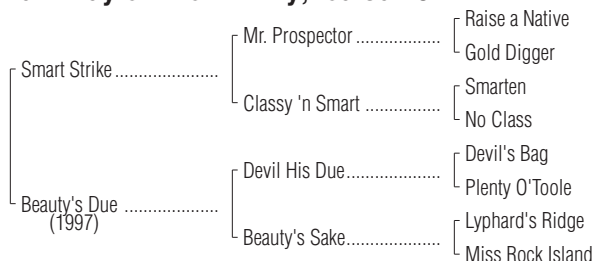 Raise a Native
Mr. Prospector ..................
Gold Digger
Smart Strike ......................
Smarten
Classy 'n Smart ................
No Class
Devil's Bag
Devil His Due....................
Plenty O'Toole
Beauty's Due ....................
(1997)
Lyphard's Ridge
Beauty's Sake....................
Miss Rock Island